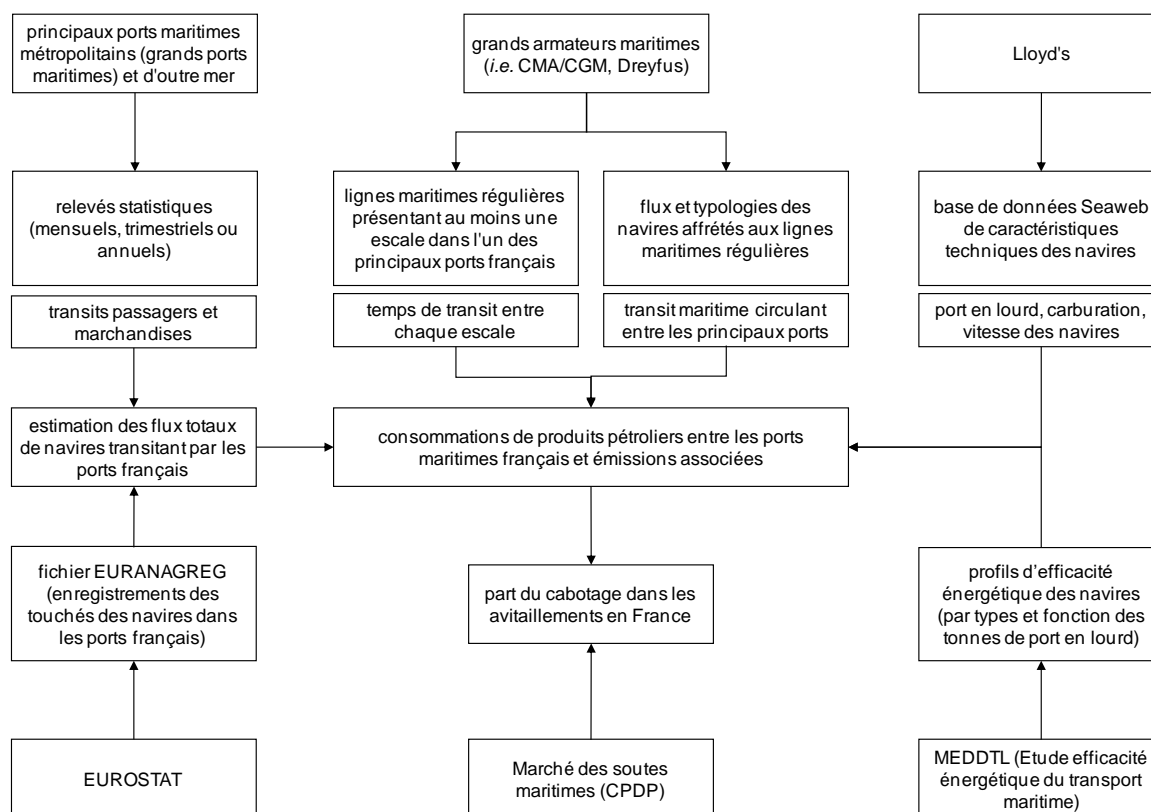 principaux ports maritimes
métropolitains (grands ports
maritimes) et d'outre mer
grands armateurs maritimes
(i.e. CMA/CGM, Dreyfus)
Lloyd's
relevés statistiques
(mensuels, trimestriels ou
annuels)
lignes maritimes régulières
présentant au moins une
escale dans l'un des
principaux ports français
flux et typologies des
navires affrétés aux lignes
maritimes régulières
base de données Seaweb
de caractéristiques
techniques des navires
transits passagers et
marchandises
temps de transit entre
chaque escale
transit maritime circulant
entre les principaux ports
port en lourd, carburation,
vitesse des navires
estimation des flux totaux
de navires transitant par les
ports français
consommations de produits pétroliers entre les ports
maritimes français et émissions associées
fichier EURANAGREG
(enregistrements des
touchés des navires dans
les ports français)
part du cabotage dans les
avitaillements en France
profils d’efficacité
énergétique des navires
(par types et fonction des
tonnes de port en lourd)
EUROSTAT
Marché des soutes
maritimes (CPDP)
MEDDTL (Etude efficacité
énergétique du transport
maritime)